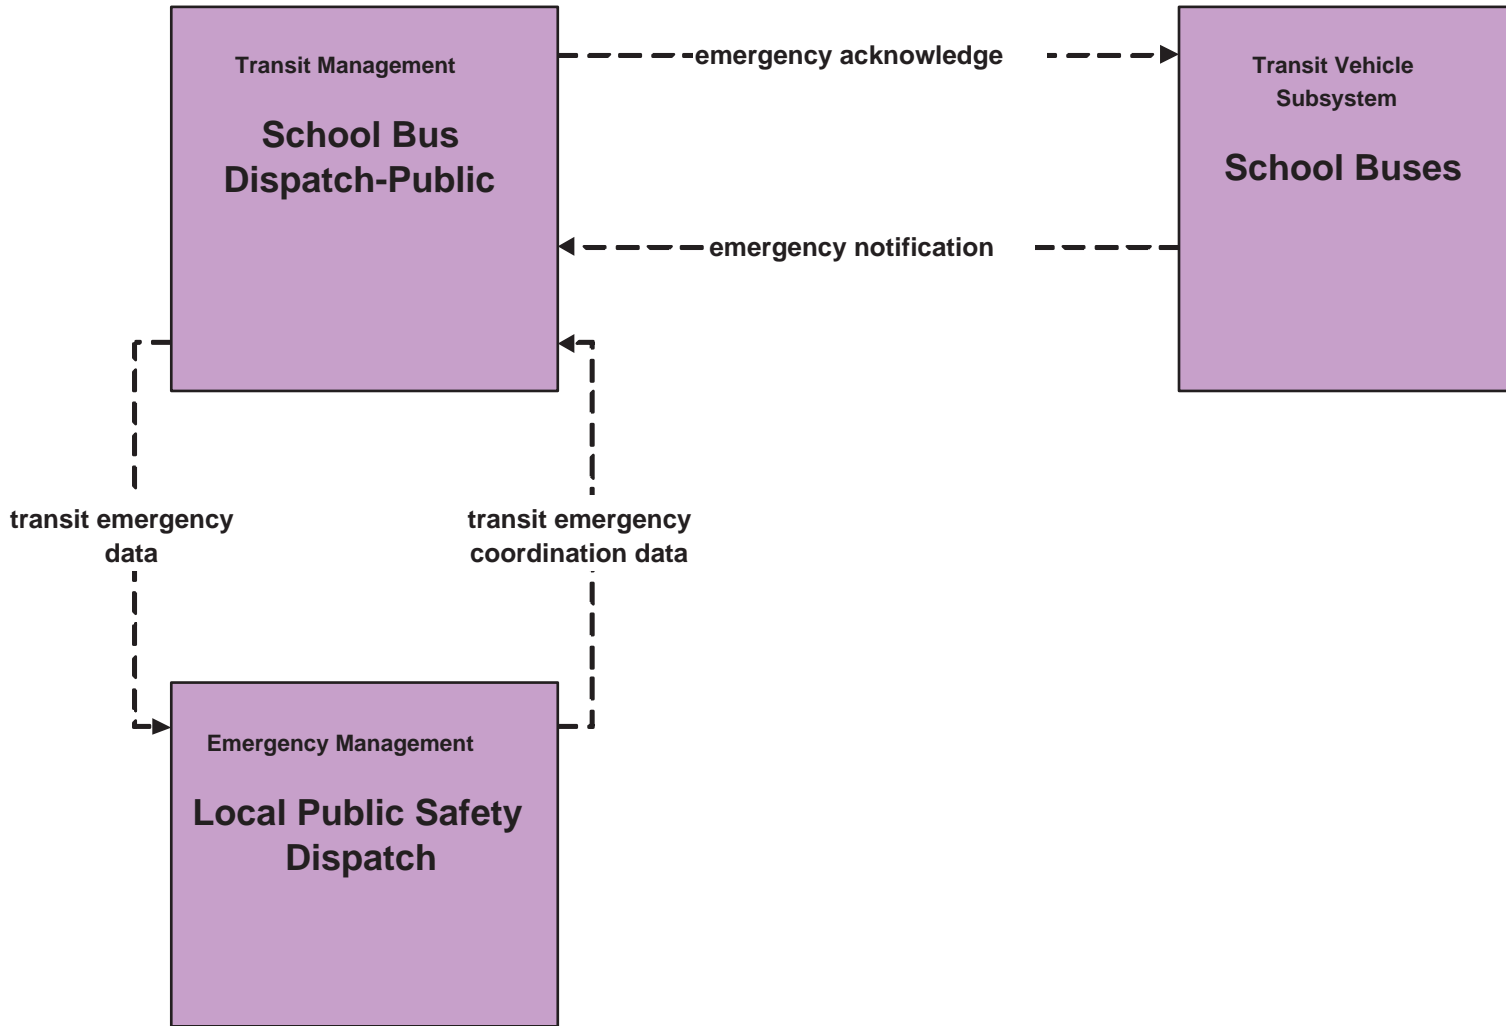 Transit Management
School Bus
Dispatch-Public
emergency acknowledge
Transit Vehicle
Subsystem
School Buses
emergency notification
transit emergency
data
transit emergency
coordination data
Emergency Management
Local Public Safety
Dispatch